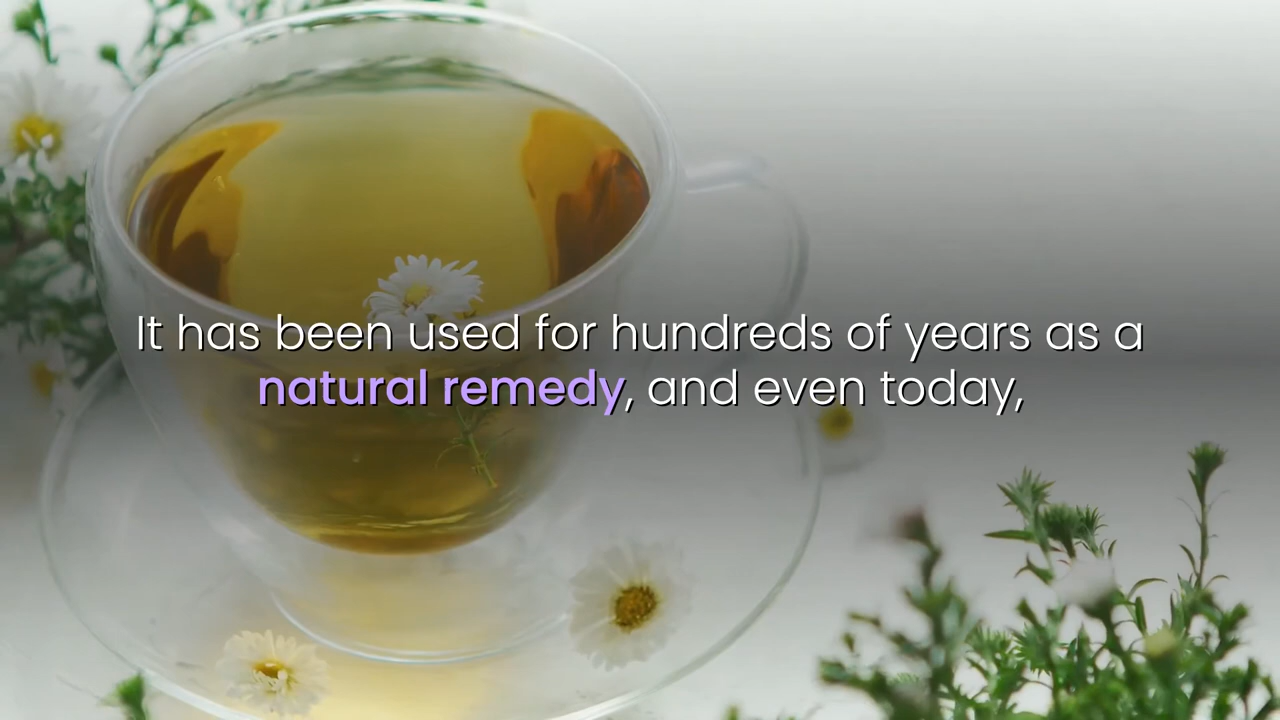 It has been used for hundreds of years as a
natural remedy, and even today,